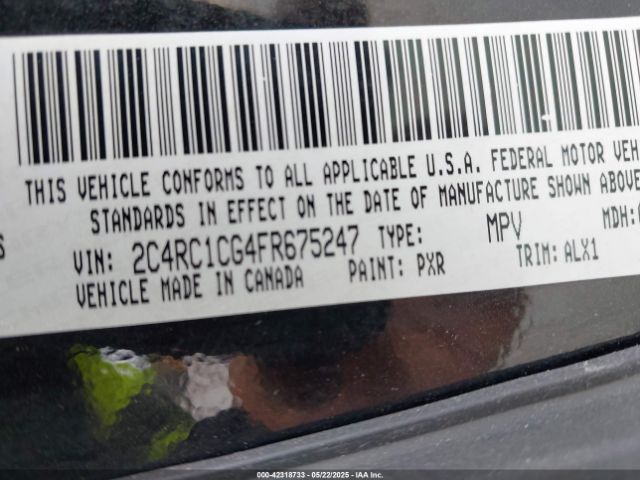 THIS VEHICLE CONFORMS TO ALL APPLICABLE U.S.A. FEDERAL MOTOR VEH
STANDARDS IN EFFECT ON THE DATE OF MANUFACTURE SHOWN ABOVE
VIN: 2C4RC1CG4FR675247 TYPE: MPV MDH:
VEHICLE MADE IN CANADA PAINT: PXR TRIM: ALX1
000-42318733 - 05/22/2025 - IAA Inc.